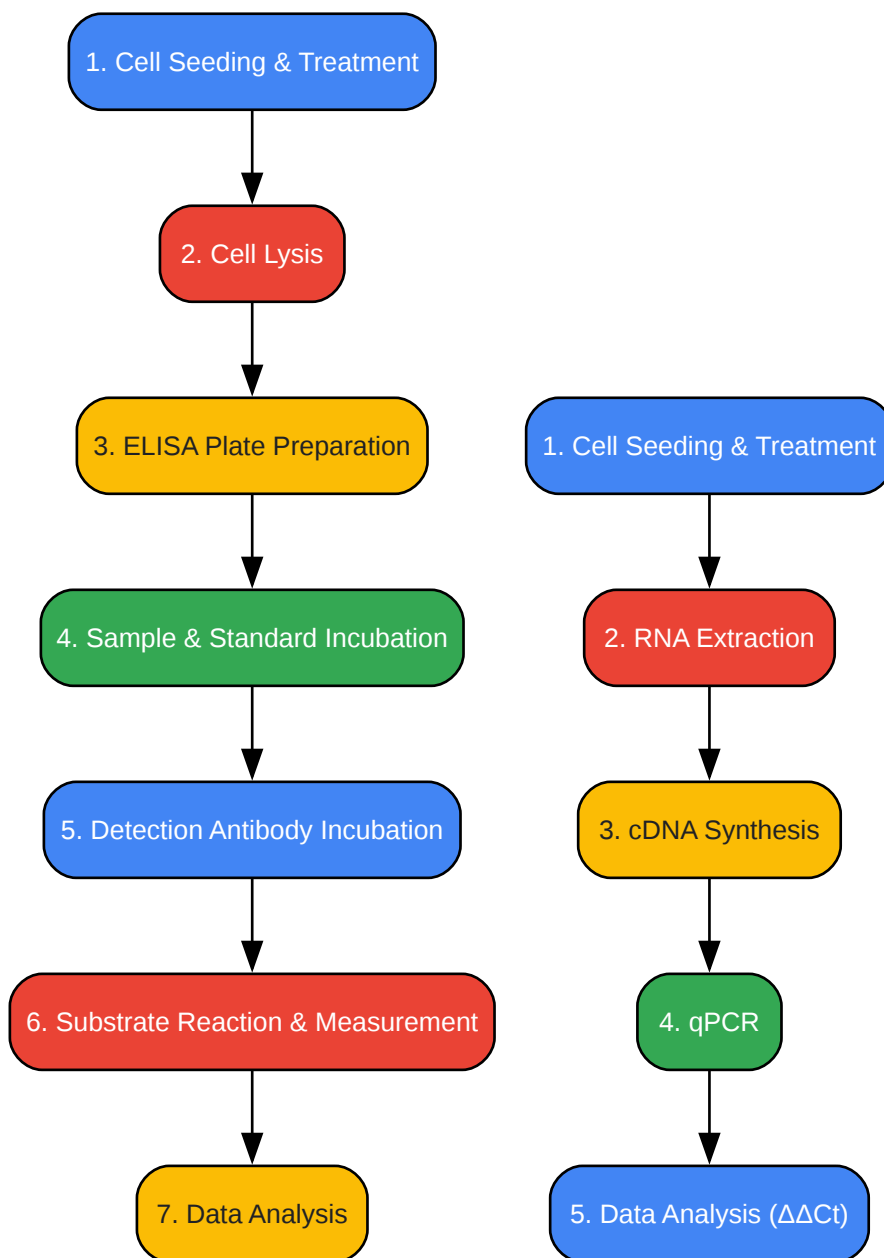 1. Cell Seeding & Treatment
2. Cell Lysis
3. ELISA Plate Preparation
4. Sample & Standard Incubation
5. Detection Antibody Incubation
6. Substrate Reaction & Measurement
7. Data Analysis
1. Cell Seeding & Treatment
2. RNA Extraction
3. cDNA Synthesis
4. qPCR
5. Data Analysis (ΔΔCt)